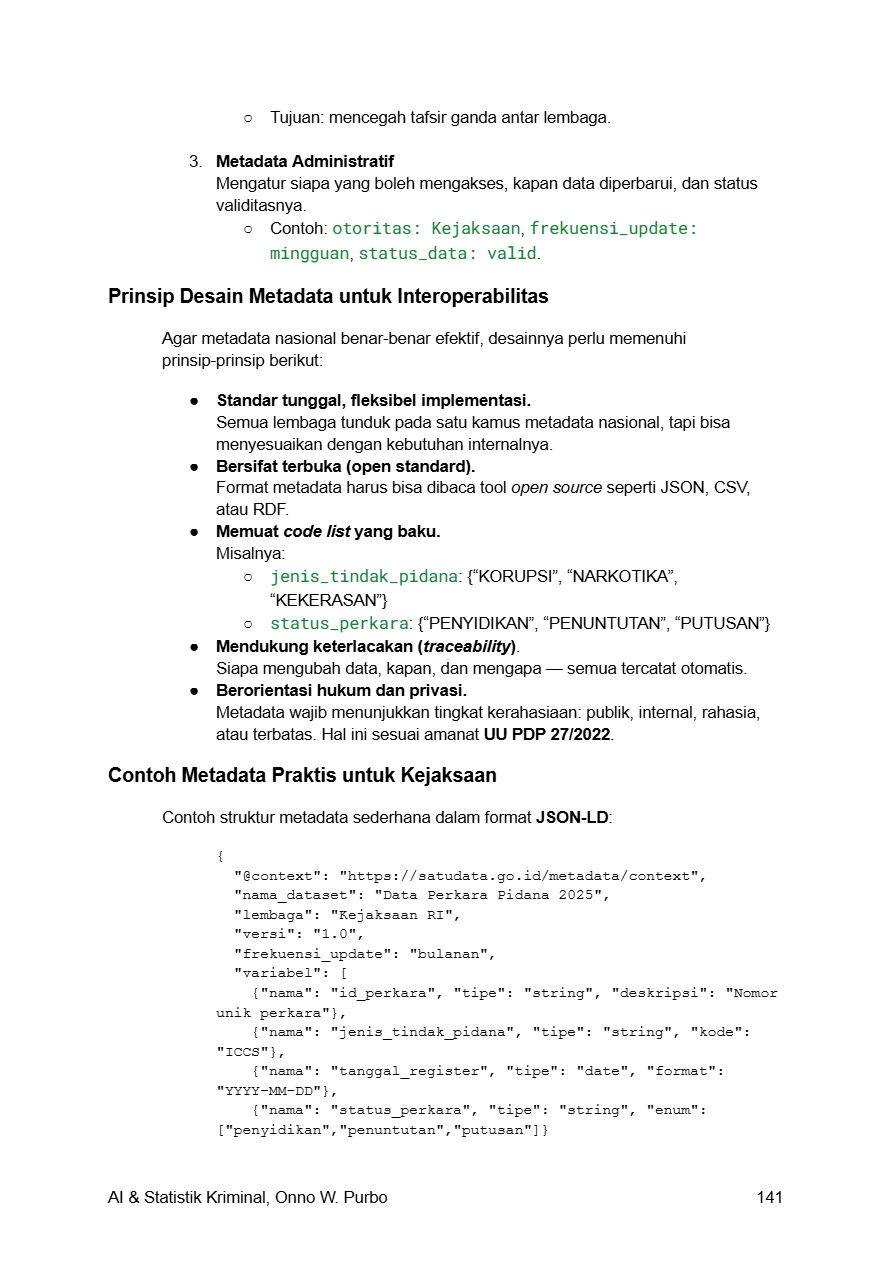 ○ Tujuan: mencegah tafsir ganda antar lembaga.
3. Metadata Administratif
Mengatur siapa yang boleh mengakses, kapan data diperbarui, dan status
validitasnya.
○ Contoh: otoritas: Kejaksaan, frekuensi_update:
mingguan, status_data: valid.
Prinsip Desain Metadata untuk Interoperabilitas
Agar metadata nasional benar-benar efektif, desainnya perlu memenuhi
prinsip-prinsip berikut:
● Standar tunggal, fleksibel implementasi.
Semua lembaga tunduk pada satu kamus metadata nasional, tapi bisa
menyesuaikan dengan kebutuhan internalnya.
● Bersifat terbuka (open standard).
Format metadata harus bisa dibaca tool open source seperti JSON, CSV,
atau RDF.
● Memuat code list yang baku.
Misalnya:
○ jenis_tindak_pidana: {“KORUPSI”, “NARKOTIKA”,
“KEKERASAN”}
○ status_perkara: {“PENYIDIKAN”, “PENUNTUTAN”, “PUTUSAN”}
● Mendukung keterlacakan (traceability).
Siapa mengubah data, kapan, dan mengapa — semua tercatat otomatis.
● Berorientasi hukum dan privasi.
Metadata wajib menunjukkan tingkat kerahasiaan: publik, internal, rahasia,
atau terbatas. Hal ini sesuai amanat UU PDP 27/2022.
Contoh Metadata Praktis untuk Kejaksaan
Contoh struktur metadata sederhana dalam format JSON-LD:
{
"@context": "https://satudata.go.id/metadata/context",
"nama_dataset": "Data Perkara Pidana 2025",
"lembaga": "Kejaksaan RI",
"versi": "1.0",
"frekuensi_update": "bulanan",
"variabel": [
{"nama": "id_perkara", "tipe": "string", "deskripsi": "Nomor
unik perkara"},
{"nama": "jenis_tindak_pidana", "tipe": "string", "kode":
"ICCS"},
{"nama": "tanggal_register", "tipe": "date", "format":
"YYYY-MM-DD"},
{"nama": "status_perkara", "tipe": "string", "enum":
["penyidikan","penuntutan","putusan"]}
AI & Statistik Kriminal, Onno W. Purbo 141